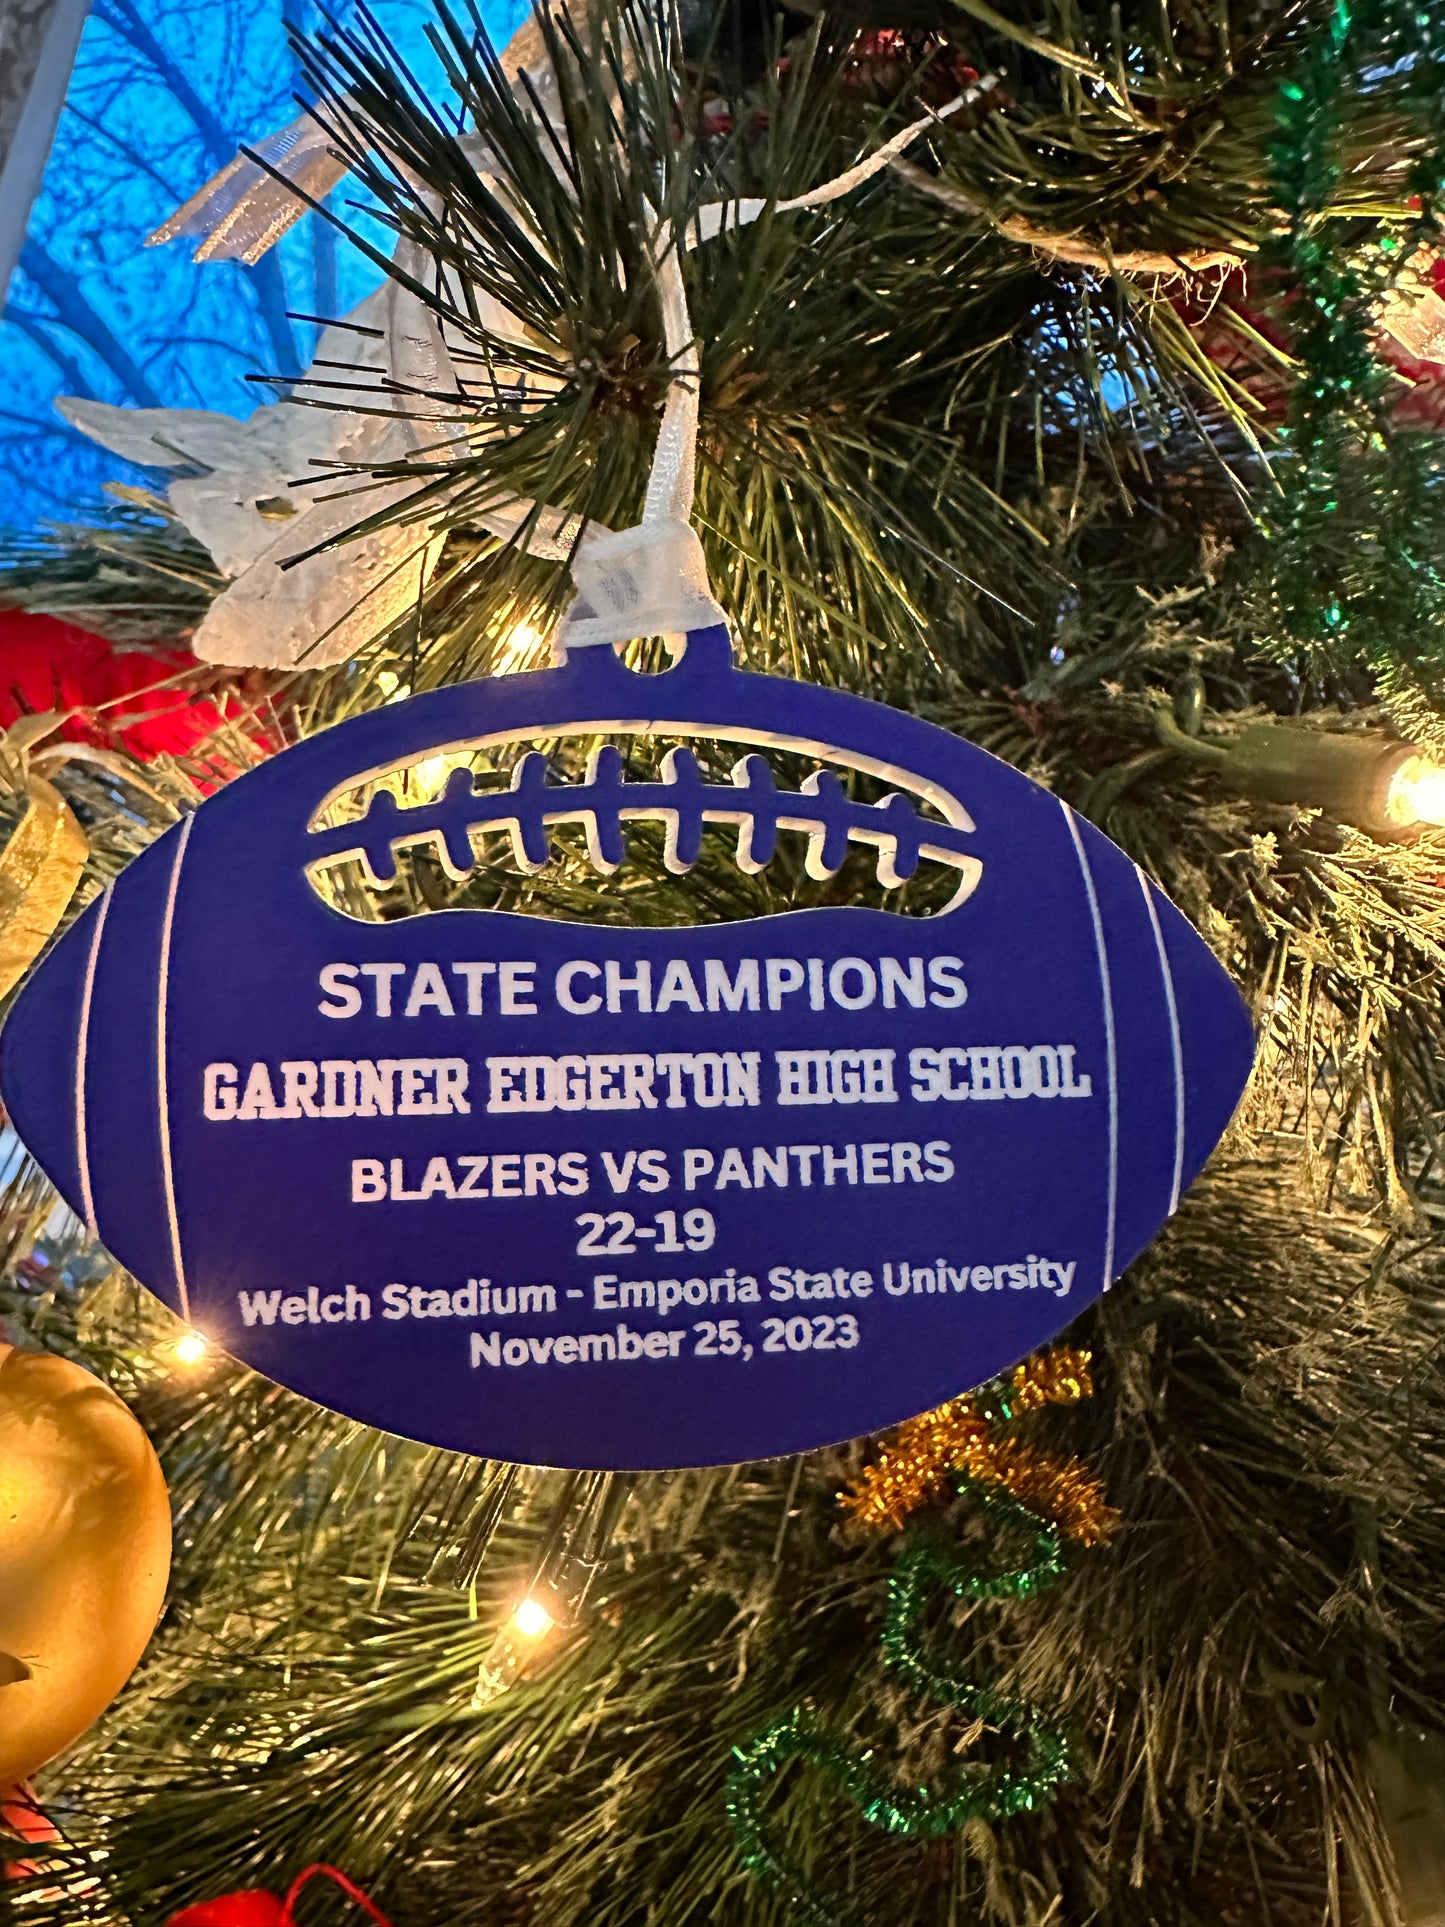 STATE CHAMPIONS
GARDNER EDGERTON HIGH SCHOOL
BLAZERS VS PANTHERS
22-19
Welch Stadium - Emporia State University
November 25, 2023